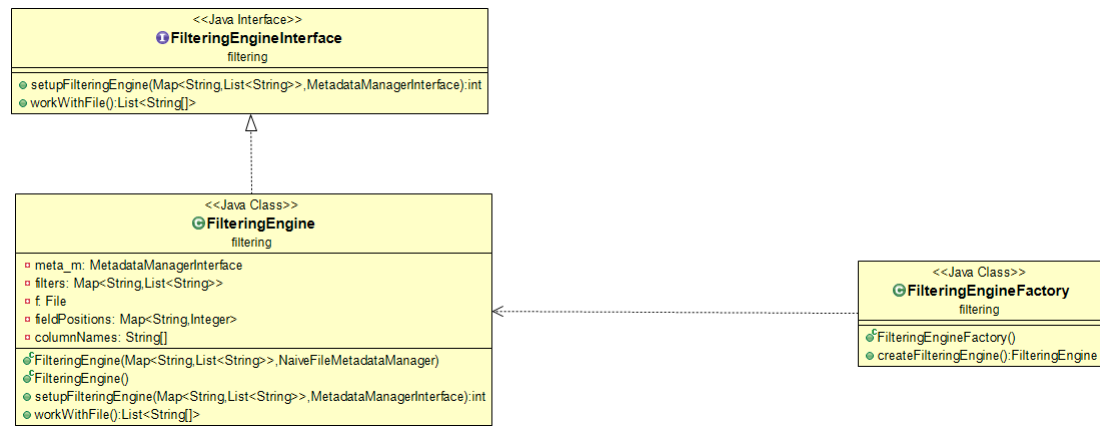 <<Java Interface>>
FilteringEngineInterface
filtering
setupFilteringEngine(Map<String,List<String>>,MetadataManagerInterface):int
workWithFile():List<String[]>
<<Java Class>>
FilteringEngine
filtering
meta_m: MetadataManagerInterface
filters: Map<String,List<String>>
f: File
fieldPositions: Map<String,Integer>
columnNames: String[]
FilteringEngine(Map<String,List<String>>,NaiveFileMetadataManager)
FilteringEngine()
setupFilteringEngine(Map<String,List<String>>,MetadataManagerInterface):int
workWithFile():List<String[]>
<<Java Class>>
FilteringEngineFactory
filtering
FilteringEngineFactory()
createFilteringEngine():FilteringEngine